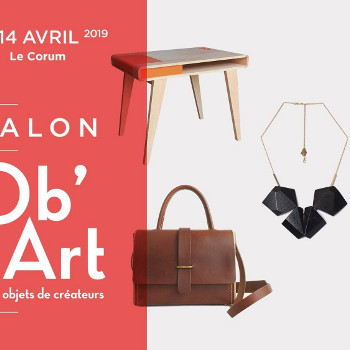 14 AVRIL 2019
Le Corum
ALON
Ob'
Art
objets de créateurs